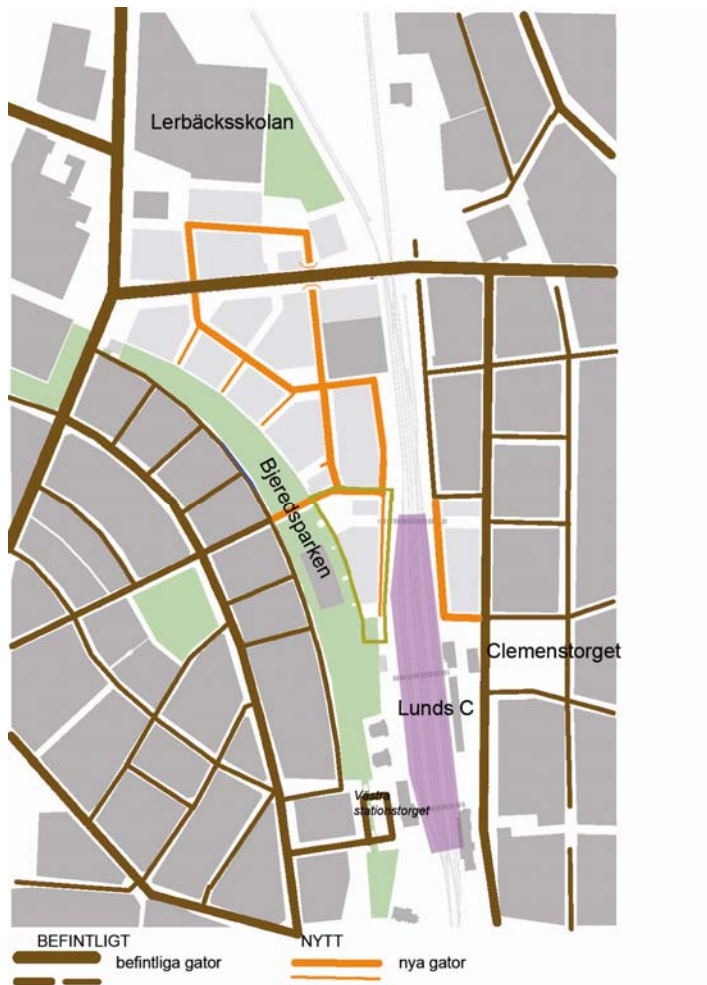 Lerbäcksskolan
Bjeredsparken
Clemenstorget
Lunds C
Västra
stationstorget
BEFINTLIGT
NYTT
befintliga gator
nya gator